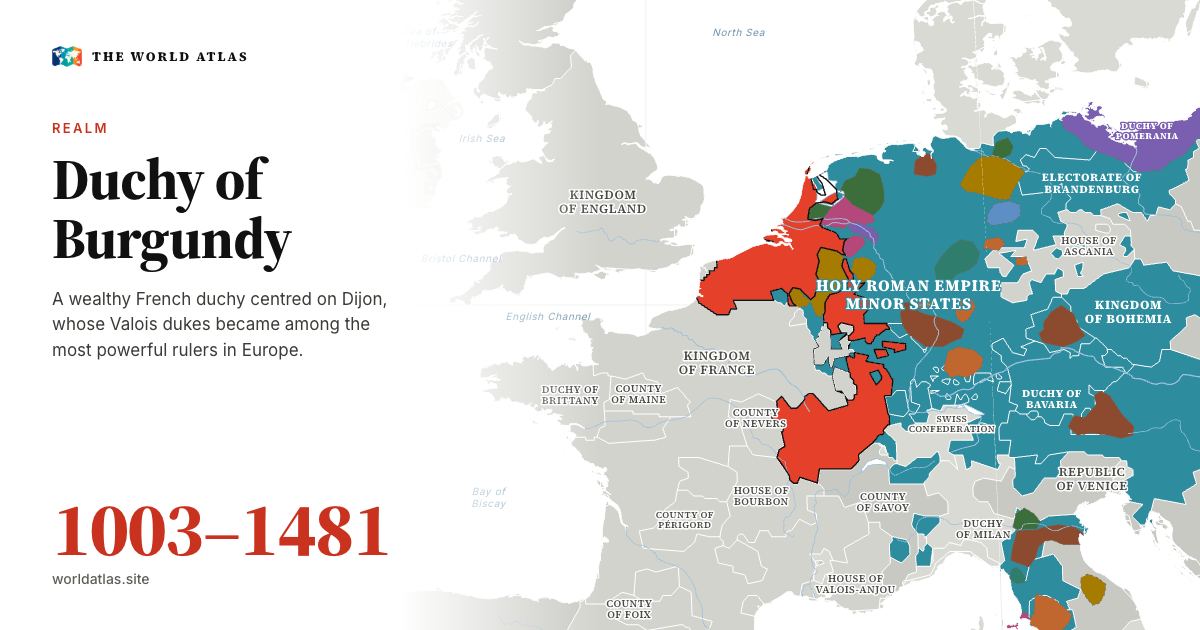 THE WORLD ATLAS
REALM
Duchy of
Burgundy
A wealthy French duchy centred on Dijon,
whose Valois dukes became among the
most powerful rulers in Europe.
1003–1481
worldatlas.site
North Sea
Irish Sea
Bristol Channel
English Channel
Bay of
Biscay
KINGDOM
OF ENGLAND
DUCHY OF
POMERANIA
ELECTORATE OF
BRANDENBURG
HOUSE OF
ASCANIA
HOLY ROMAN EMPIRE
MINOR STATES
KINGDOM
OF BOHEMIA
KINGDOM
OF FRANCE
DUCHY OF
BRITTANY
COUNTY
OF MAINE
COUNTY
OF NEVERS
DUCHY OF
BAVARIA
SWISS
CONFEDERATION
REPUBLIC
OF VENICE
HOUSE OF
BOURBON
COUNTY
OF SAVOY
COUNTY OF
PÉRIGORD
DUCHY
OF MILAN
HOUSE OF
VALOIS-ANJOU
COUNTY
OF FOIX